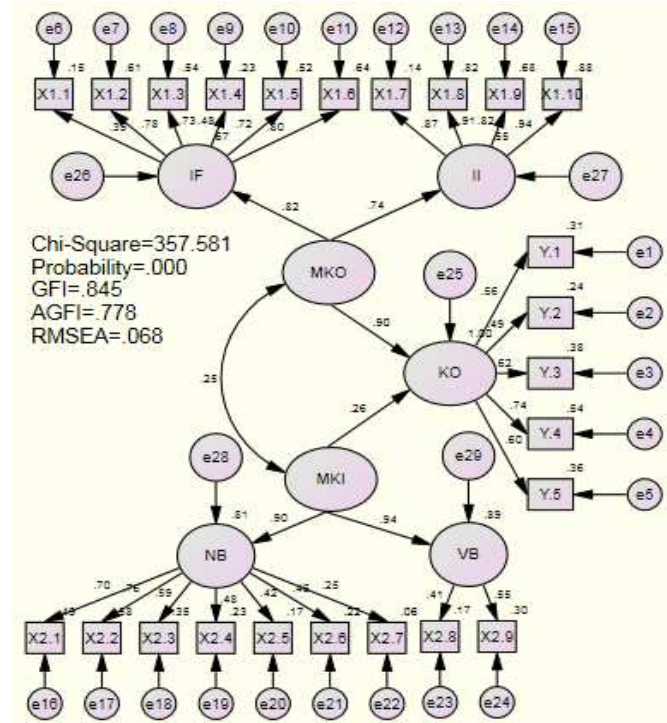 e6 e7 e8 e9 e10 e11 e12 e13 e14 e15
.15 .61 .54 .23 .52 .64 .14 .82 .68 .88
X1.1 X1.2 X1.3 X1.4 X1.5 X1.6 X1.7 X1.8 X1.9 X1.10
.39 .78 .73 .48 .72 .80 .87 .91 .82 .94
.67 .55
e26 IF II e27
.82 .74
Chi-Square=357.581
Probability=.000
GFI=.845
AGFI=.778
RMSEA=.068
MKO e25
.31
Y.1 e1
.56
.24
Y.2 e2
.90 1.00 .49
.38
KO .62 Y.3 e3
.25
.26 .74 .54
Y.4 e4
.60
.36
Y.5 e5
e28 MKI e29
.81 .90 .94 .89
NB VB
.70 .76 .59 .48 .42 .46 .25 .41 .55
.58 .35 .23 .17 .22 .06 .17 .30
X2.1 X2.2 X2.3 X2.4 X2.5 X2.6 X2.7 X2.8 X2.9
e16 e17 e18 e19 e20 e21 e22 e23 e24